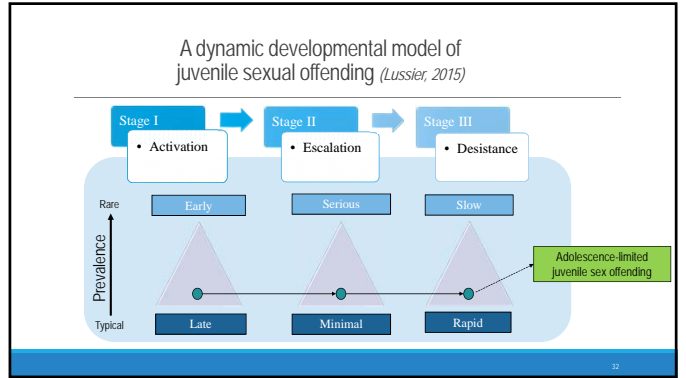 A dynamic developmental model of
juvenile sexual offending (Lussier, 2015)
Stage I
• Activation
Stage II
• Escalation
Stage III
• Desistance
Rare
Prevalence
Typical
Early
Serious
Slow
Adolescence-limited
juvenile sex offending
Late
Minimal
Rapid
32